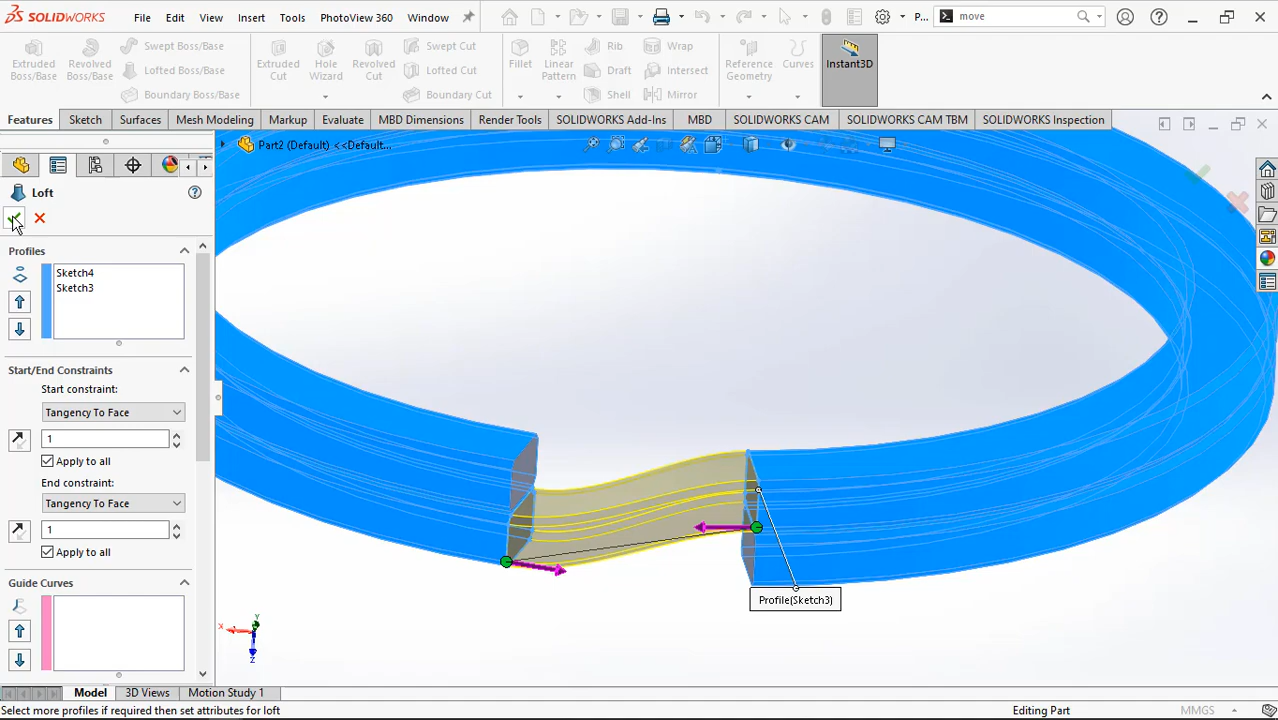 SOLIDWORKS File Edit View Insert Tools PhotoView 360 Window P... move
Extruded Boss/Base Revolved Boss/Base Swept Boss/Base Lofted Boss/Base Boundary Boss/Base Extruded Cut Hole Wizard Revolved Cut Swept Cut Lofted Cut Boundary Cut Fillet Linear Pattern Rib Draft Shell Wrap Intersect Mirror Reference Geometry Curves Instant3D
Features Sketch Surfaces Mesh Modeling Markup Evaluate MBD Dimensions Render Tools SOLIDWORKS Add-Ins MBD SOLIDWORKS CAM SOLIDWORKS CAM TBM SOLIDWORKS Inspection
Part2 (Default) <<Default...
Loft
Profiles
Sketch4
Sketch3
Start/End Constraints
Start constraint:
Tangency To Face
1
Apply to all
End constraint:
Tangency To Face
1
Apply to all
Guide Curves
Profile(Sketch3)
Y
X
Z
Model 3D Views Motion Study 1
Select more profiles if required then set attributes for loft Editing Part MMGS